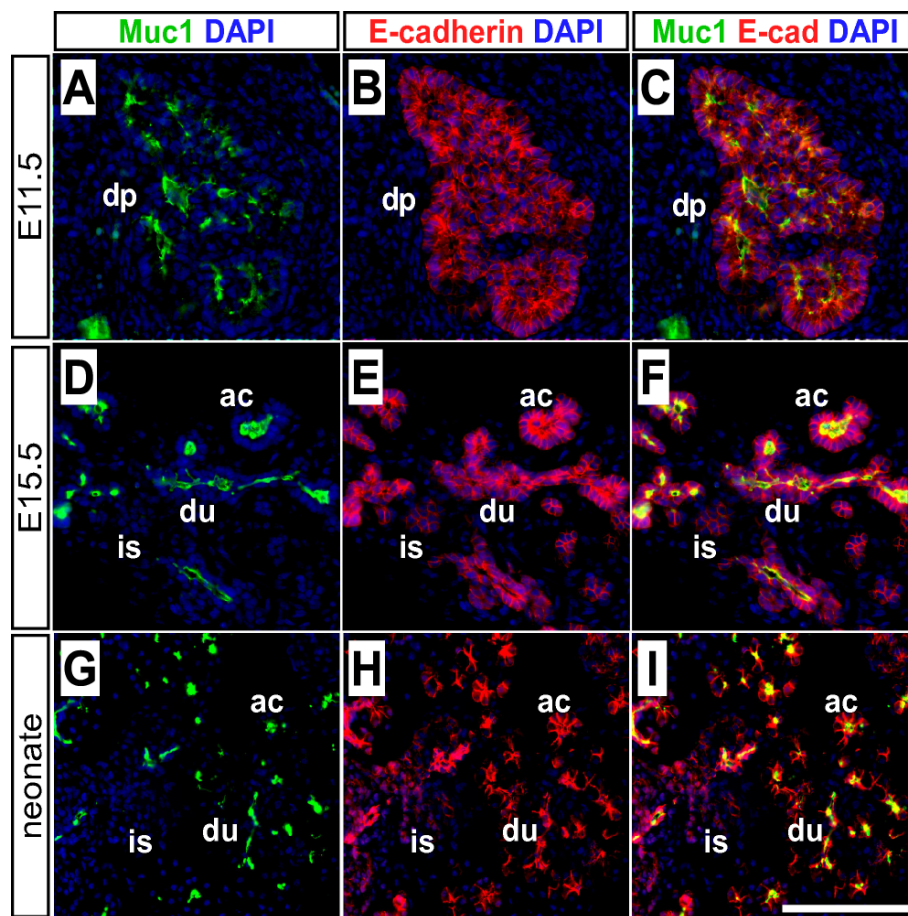 Muc1 DAPI
E-cadherin DAPI
Muc1 E-cad DAPI
E11.5
A
dp
B
dp
C
dp
E15.5
D
ac
du
is
E
ac
du
is
F
ac
du
is
neonate
G
ac
du
is
H
ac
du
is
I
ac
du
is